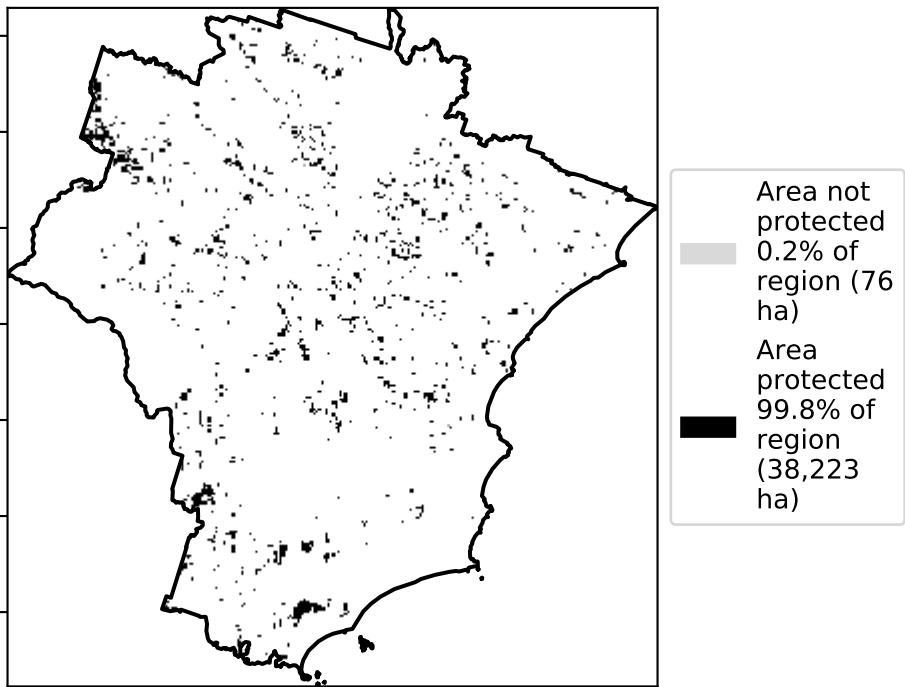 Area not
protected
0.2% of
region (76
ha)
Area
protected
99.8% of
region
(38,223
ha)